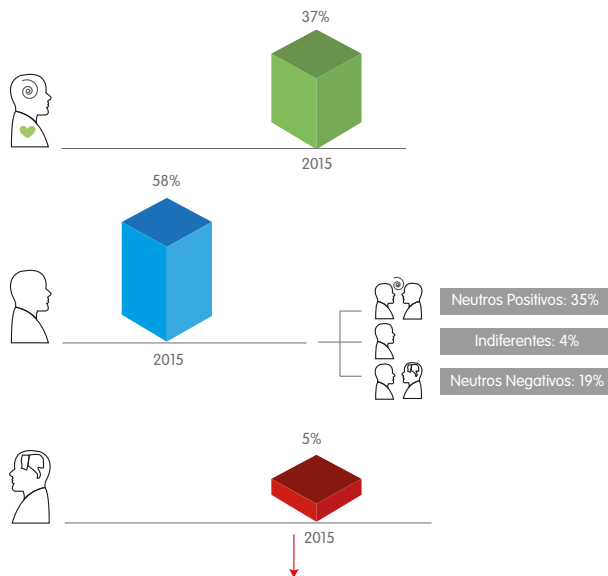 37%
2015
58%
2015
Neutros Positivos: 35%
Indiferentes: 4%
Neutros Negativos: 19%
5%
2015